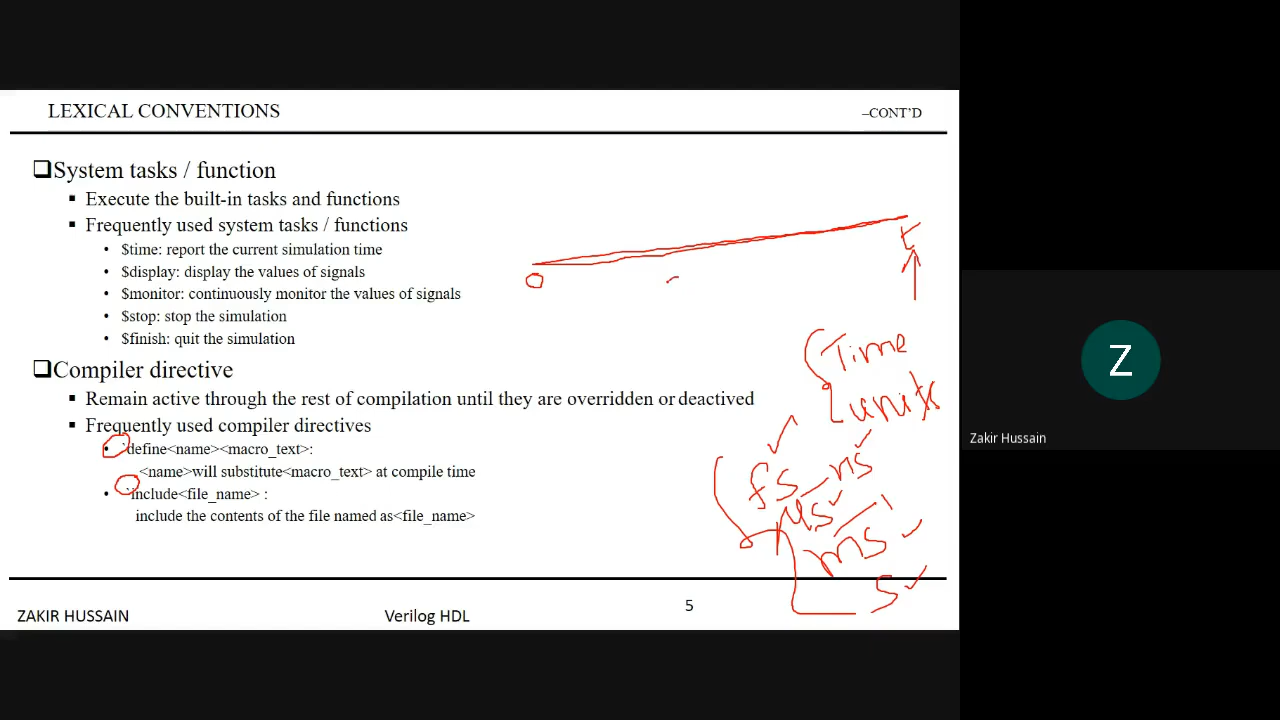 LEXICAL CONVENTIONS
–CONT'D
❑System tasks / function
▪ Execute the built-in tasks and functions
▪ Frequently used system tasks / functions
• $time: report the current simulation time
• $display: display the values of signals
• $monitor: continuously monitor the values of signals
• $stop: stop the simulation
• $finish: quit the simulation
❑Compiler directive
▪ Remain active through the rest of compilation until they are overridden or deactived
▪ Frequently used compiler directives
• `define<name><macro_text>:
<name>will substitute<macro_text> at compile time
• `include<file_name> :
include the contents of the file named as<file_name>
0
t
Time
units
fs ns
μs
ms
s
ZAKIR HUSSAIN
Verilog HDL
5
Z
Zakir Hussain